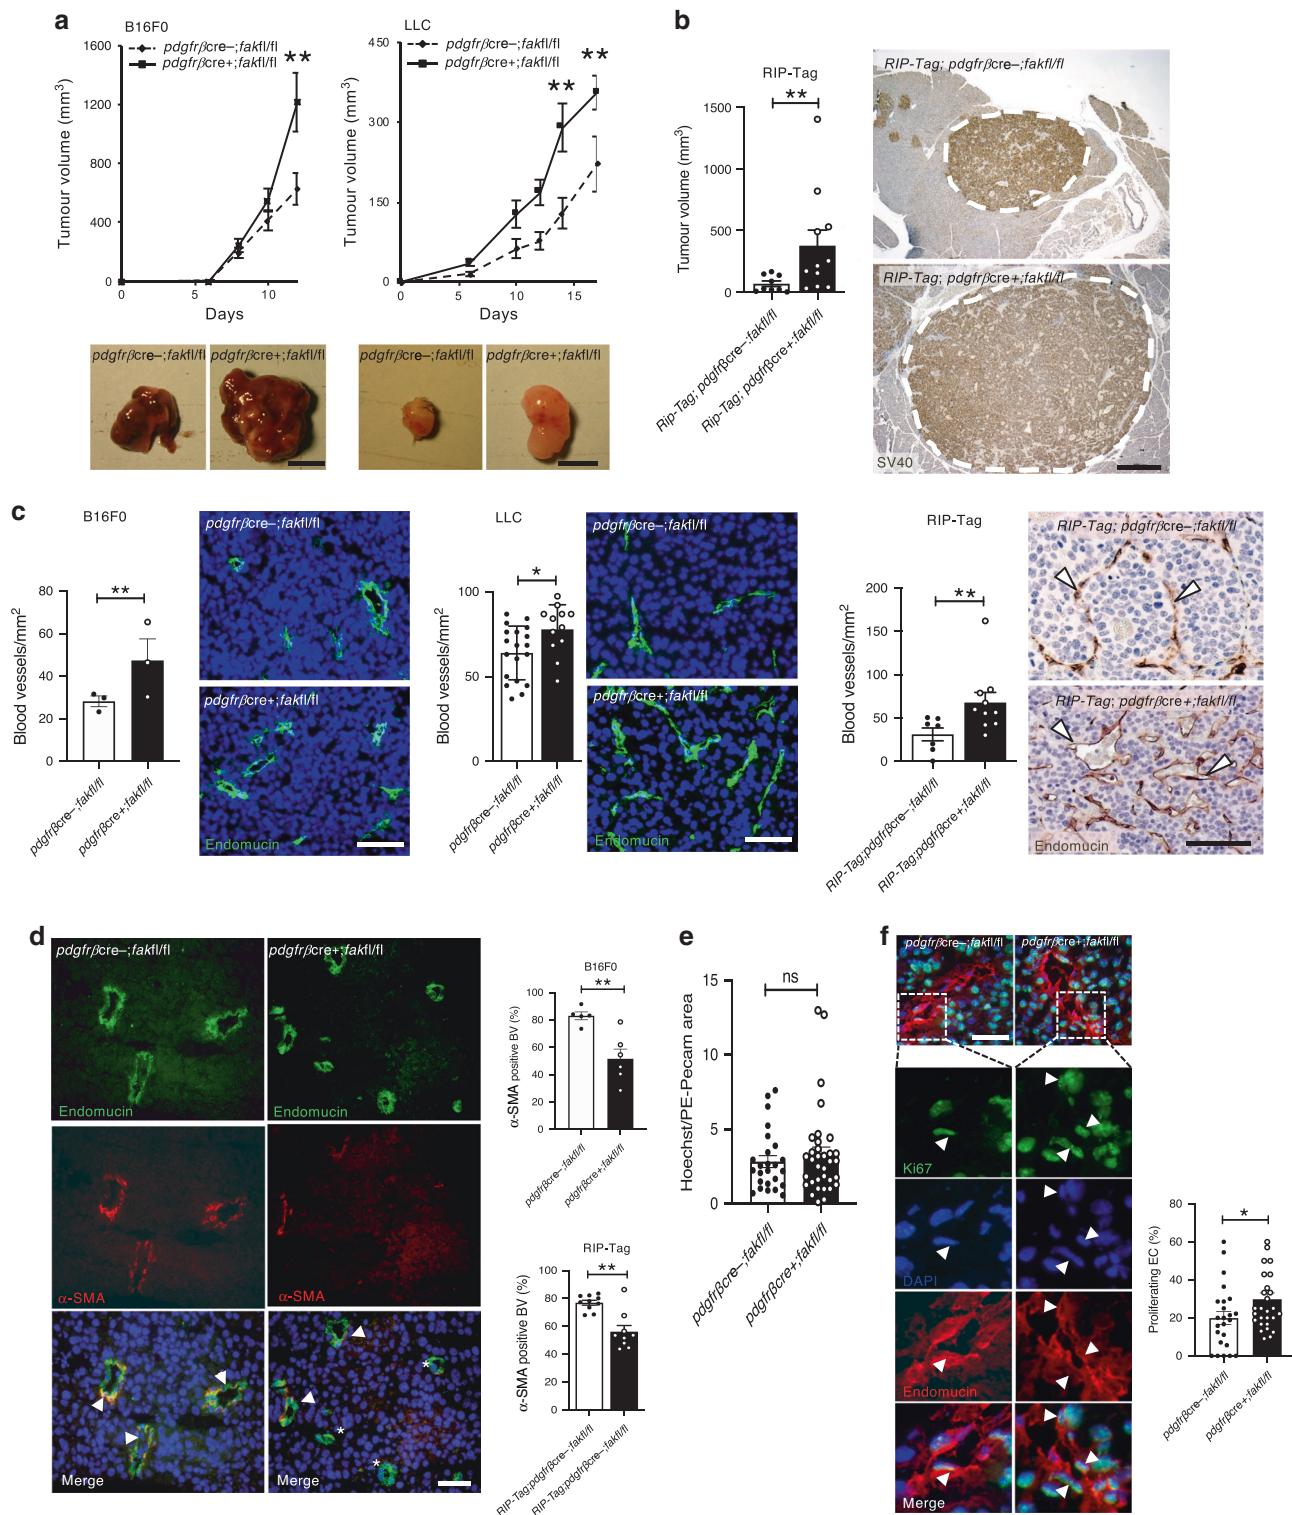 a
B16F0
pdgfrβcre–;fakfl/fl
pdgfrβcre+;fakfl/fl
**
Tumour volume (mm³)
1600
1200
800
400
0
0
5
10
Days
LLC
pdgfrβcre–;fakfl/fl
pdgfrβcre+;fakfl/fl
**
**
Tumour volume (mm³)
450
300
150
0
0
5
10
15
Days
pdgfrβcre–;fakfl/fl
pdgfrβcre+;fakfl/fl
pdgfrβcre–;fakfl/fl
pdgfrβcre+;fakfl/fl
b
RIP-Tag
**
Tumour volume (mm³)
1500
1000
500
0
Rip-Tag; pdgfrβcre–:fakfl/fl
Rip-Tag; pdgfrβcre+:fakfl/fl
RIP-Tag; pdgfrβcre–;fakfl/fl
RIP-Tag; pdgfrβcre+;fakfl/fl
SV40
c
B16F0
**
Blood vessels/mm²
80
60
40
20
0
pdgfrβcre–;fakfl/fl
pdgfrβcre+;fakfl/fl
pdgfrβcre–;fakfl/fl
pdgfrβcre+;fakfl/fl
Endomucin
LLC
*
Blood vessels/mm²
100
50
0
pdgfrβcre–;fakfl/fl
pdgfrβcre+;fakfl/fl
pdgfrβcre–;fakfl/fl
pdgfrβcre+;fakfl/fl
Endomucin
RIP-Tag
**
Blood vessels/mm²
200
150
100
50
0
RIP-Tag;pdgfrβcre–;fakfl/fl
RIP-Tag;pdgfrβcre+;fakfl/fl
RIP-Tag; pdgfrβcre–;fakfl/fl
RIP-Tag; pdgfrβcre+;fakfl/fl
Endomucin
d
pdgfrβcre–;fakfl/fl
pdgfrβcre+;fakfl/fl
Endomucin
Endomucin
α-SMA
α-SMA
Merge
*
*
*
Merge
B16F0
**
α-SMA positive BV (%)
100
80
60
40
20
0
pdgfrβcre–;fakfl/fl
pdgfrβcre+;fakfl/fl
RIP-Tag
**
α-SMA positive BV (%)
100
80
60
40
20
0
RIP-Tag;pdgfrβcre–;fakfl/fl
RIP-Tag;pdgfrβcre–;fakfl/fl
e
ns
Hoechst/PE-Pecam area
15
10
5
0
pdgfrβcre–;fakfl/fl
pdgfrβcre+;fakfl/fl
f
pdgfrβcre–;fakfl/fl
pdgfrβcre+;fakfl/fl
Ki67
DAPI
Endomucin
Merge
*
Proliferating EC (%)
80
60
40
20
0
pdgfrβcre–;fakfl/fl
pdgfrβcre+;fakfl/fl